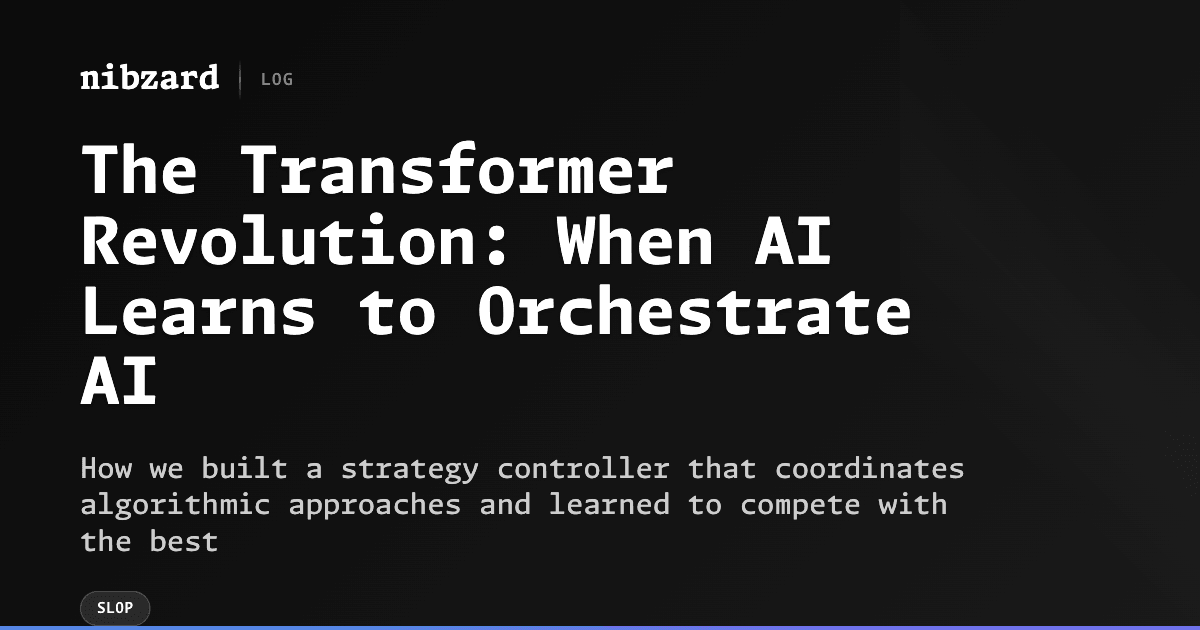 nibzard LOG
The Transformer
Revolution: When AI
Learns to Orchestrate
AI
How we built a strategy controller that coordinates
algorithmic approaches and learned to compete with
the best
SLOP